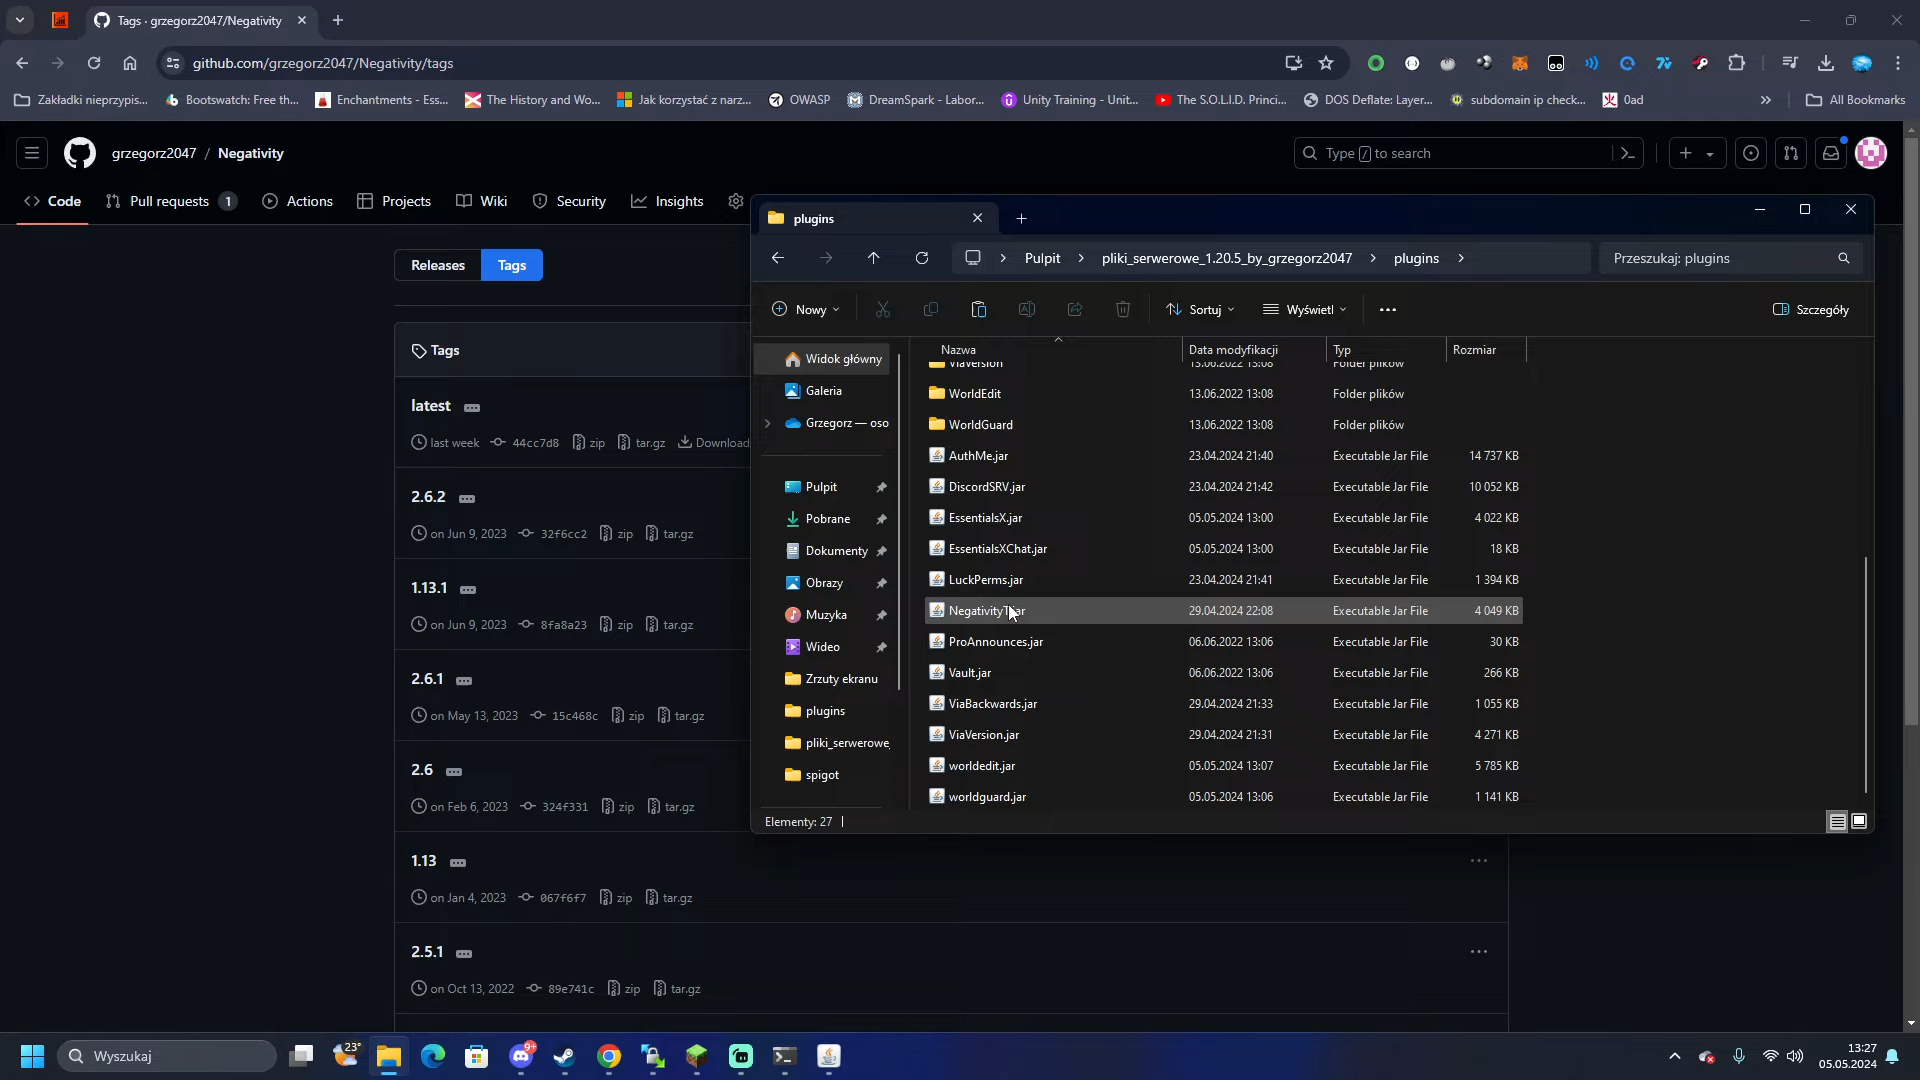 Tags · grzegorz2047/Negativity
github.com/grzegorz2047/Negativity/tags
Zakładki nieprzypis...
Bootswatch: Free th...
Enchantments - Ess...
The History and Wo...
Jak korzystać z narz...
OWASP
DreamSpark - Labor...
Unity Training - Unit...
The S.O.L.I.D. Princi...
DOS Deflate: Layer...
subdomain ip check...
0ad
All Bookmarks
grzegorz2047 / Negativity
Type / to search
Code
Pull requests 1
Actions
Projects
Wiki
Security
Insights
Releases
Tags
Tags
latest
last week 44cc7d8 zip tar.gz Download
2.6.2
on Jun 9, 2023 32f6cc2 zip tar.gz
1.13.1
on Jun 9, 2023 8fa8a23 zip tar.gz
2.6.1
on May 13, 2023 15c468c zip tar.gz
2.6
on Feb 6, 2023 324f331 zip tar.gz
1.13
on Jan 4, 2023 067f6f7 zip tar.gz
2.5.1
on Oct 13, 2022 89e741c zip tar.gz
plugins
Pulpit > pliki_serwerowe_1.20.5_by_grzegorz2047 > plugins >
Przeszukaj: plugins
Nowy
Sortuj
Wyświetl
Szczegóły
Widok główny
Galeria
Grzegorz — oso
Pulpit
Pobrane
Dokumenty
Obrazy
Muzyka
Wideo
Zrzuty ekranu
plugins
pliki_serwerowe_
spigot
Nazwa Data modyfikacji Typ Rozmiar
ViaVersion 13.06.2022 13:08 Folder plików
WorldEdit 13.06.2022 13:08 Folder plików
WorldGuard 13.06.2022 13:08 Folder plików
AuthMe.jar 23.04.2024 21:40 Executable Jar File 14 737 KB
DiscordSRV.jar 23.04.2024 21:42 Executable Jar File 10 052 KB
EssentialsX.jar 05.05.2024 13:00 Executable Jar File 4 022 KB
EssentialsXChat.jar 05.05.2024 13:00 Executable Jar File 18 KB
LuckPerms.jar 23.04.2024 21:41 Executable Jar File 1 394 KB
Negativity 29.04.2024 22:08 Executable Jar File 4 049 KB
ProAnnounces.jar 06.06.2022 13:06 Executable Jar File 30 KB
Vault.jar 06.06.2022 13:06 Executable Jar File 266 KB
ViaBackwards.jar 29.04.2024 21:33 Executable Jar File 1 055 KB
ViaVersion.jar 29.04.2024 21:31 Executable Jar File 4 271 KB
worldedit.jar 05.05.2024 13:07 Executable Jar File 5 785 KB
worldguard.jar 05.05.2024 13:06 Executable Jar File 1 141 KB
Elementy: 27
Wyszukaj
23°
9+
13:27
05.05.2024